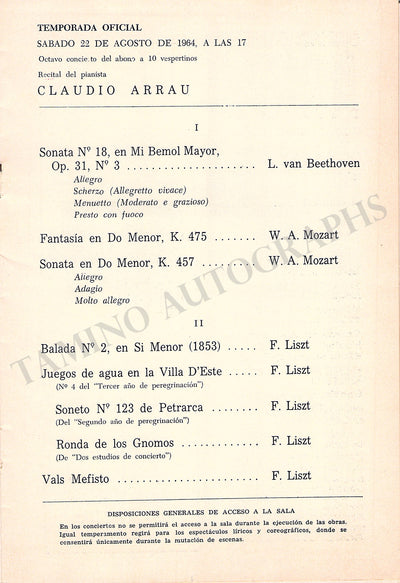 TEMPORADA OFICIAL
SABADO 22 DE AGOSTO DE 1964, A LAS 17
Octavo concierto del abono a 10 vespertinos
Recital del pianista
CLAUDIO ARRAU
I
Sonata Nº 18, en Mi Bemol Mayor,
Op. 31, Nº 3 ..................... L. van Beethoven
Allegro
Scherzo (Allegretto vivace)
Menuetto (Moderato e grazioso)
Presto con fuoco
Fantasía en Do Menor, K. 475 ....... W. A. Mozart
Sonata en Do Menor, K. 457 ....... W. A. Mozart
Allegro
Adagio
Molto allegro
II
Balada Nº 2, en Si Menor (1853) ..... F. Liszt
Juegos de agua en la Villa D'Este ..... F. Liszt
(Nº 4 del "Tercer año de peregrinación")
Soneto Nº 123 de Petrarca ........ F. Liszt
(Del "Segundo año de peregrinación")
Ronda de los Gnomos ............. F. Liszt
(De "Dos estudios de concierto")
Vals Mefisto ....................... F. Liszt
DISPOSICIONES GENERALES DE ACCESO A LA SALA
En los conciertos no se permitirá el acceso a la sala durante la ejecución de las obras.
Igual temperamento regirá para los espectáculos líricos y coreográficos, donde se
consentirá únicamente durante la mutación de escenas.
TAMINO AUTOGRAPHS